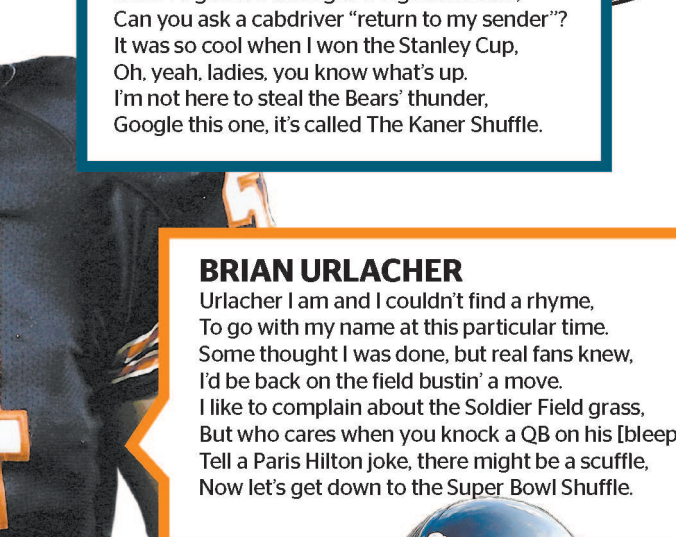 Can you ask a cabdriver “return to my sender”?
It was so cool when I won the Stanley Cup,
Oh, yeah, ladies, you know what’s up.
I’m not here to steal the Bears’ thunder,
Google this one, it’s called The Kaner Shuffle.
BRIAN URLACHER
Urlacher I am and I couldn’t find a rhyme,
To go with my name at this particular time.
Some thought I was done, but real fans knew,
I’d be back on the field bustin’ a move.
I like to complain about the Soldier Field grass,
But who cares when you knock a QB on his [bleep
Tell a Paris Hilton joke, there might be a scuffle,
Now let’s get down to the Super Bowl Shuffle.